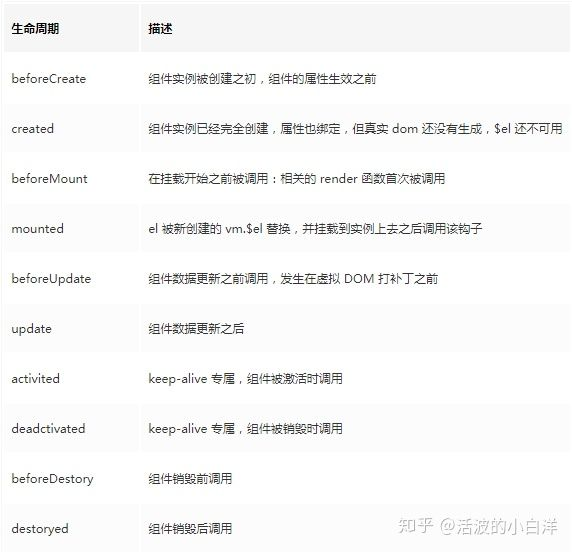 生命周期 描述
beforeCreate 组件实例被创建之初，组件的属性生效之前
created 组件实例已经完全创建，属性也绑定，但真实 dom 还没有生成，$el 还不可用
beforeMount 在挂载开始之前被调用：相关的 render 函数首次被调用
mounted el 被新创建的 vm.$el 替换，并挂载到实例上去之后调用该钩子
beforeUpdate 组件数据更新之前调用，发生在虚拟 DOM 打补丁之前
update 组件数据更新之后
activited keep-alive 专属，组件被激活时调用
deadctivated keep-alive 专属，组件被销毁时调用
beforeDestory 组件销毁前调用
destoryed 组件销毁后调用
知乎 @活波的小白洋